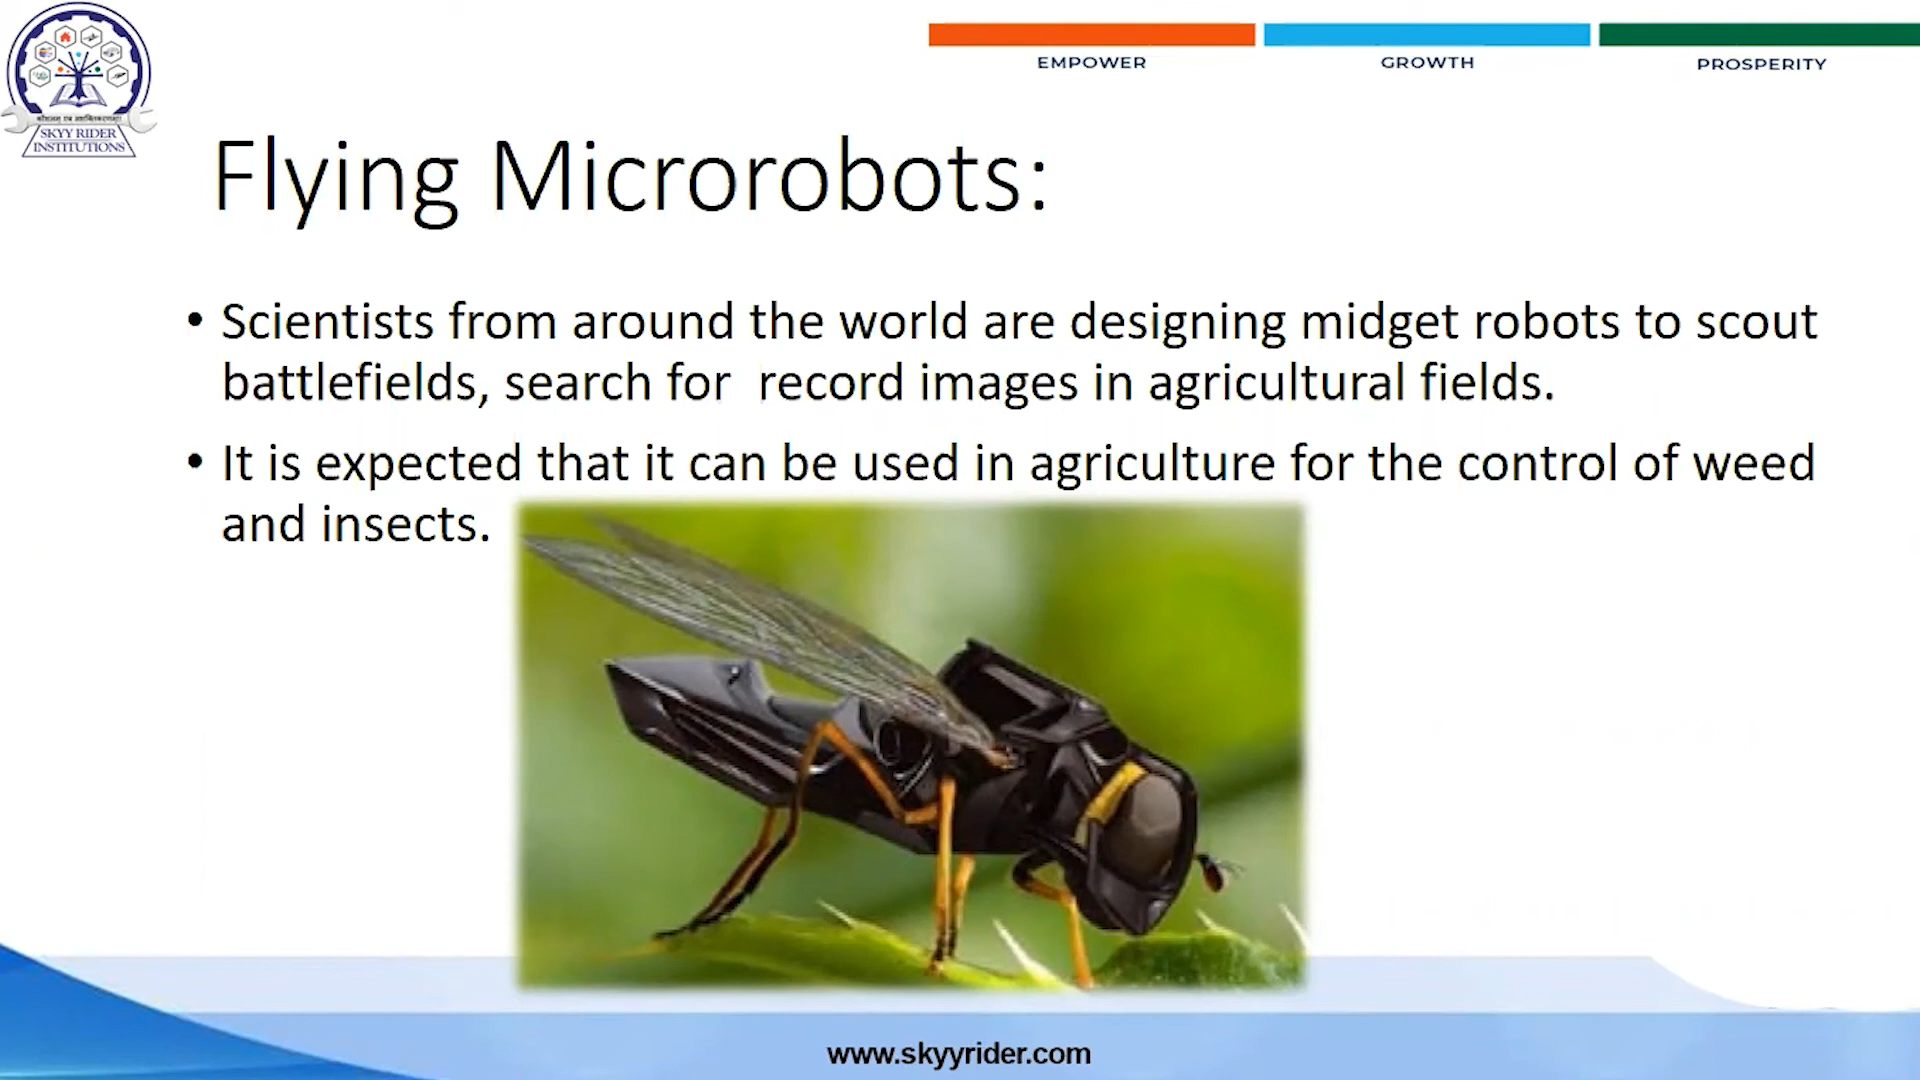 EMPOWER
GROWTH
PROSPERITY
SKYY RIDER
INSTITUTIONS
Flying Microrobots:
• Scientists from around the world are designing midget robots to scout
battlefields, search for  record images in agricultural fields.
• It is expected that it can be used in agriculture for the control of weed
and insects.
www.skyyrider.com